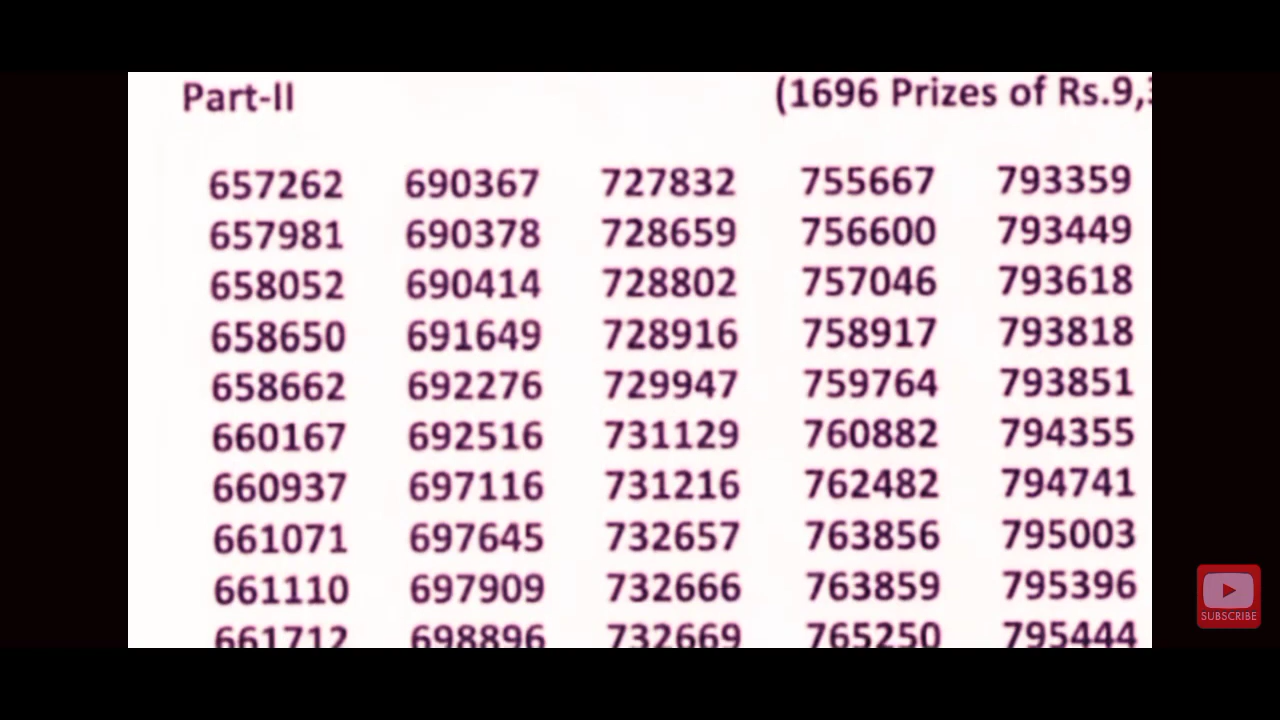 Part-II (1696 Prizes of Rs.9,3
657262 690367 727832 755667 793359
657981 690378 728659 756600 793449
658052 690414 728802 757046 793618
658650 691649 728916 758917 793818
658662 692276 729947 759764 793851
660167 692516 731129 760882 794355
660937 697116 731216 762482 794741
661071 697645 732657 763856 795003
661110 697909 732666 763859 795396
661712 698896 732669 765250 795444
SUBSCRIBE